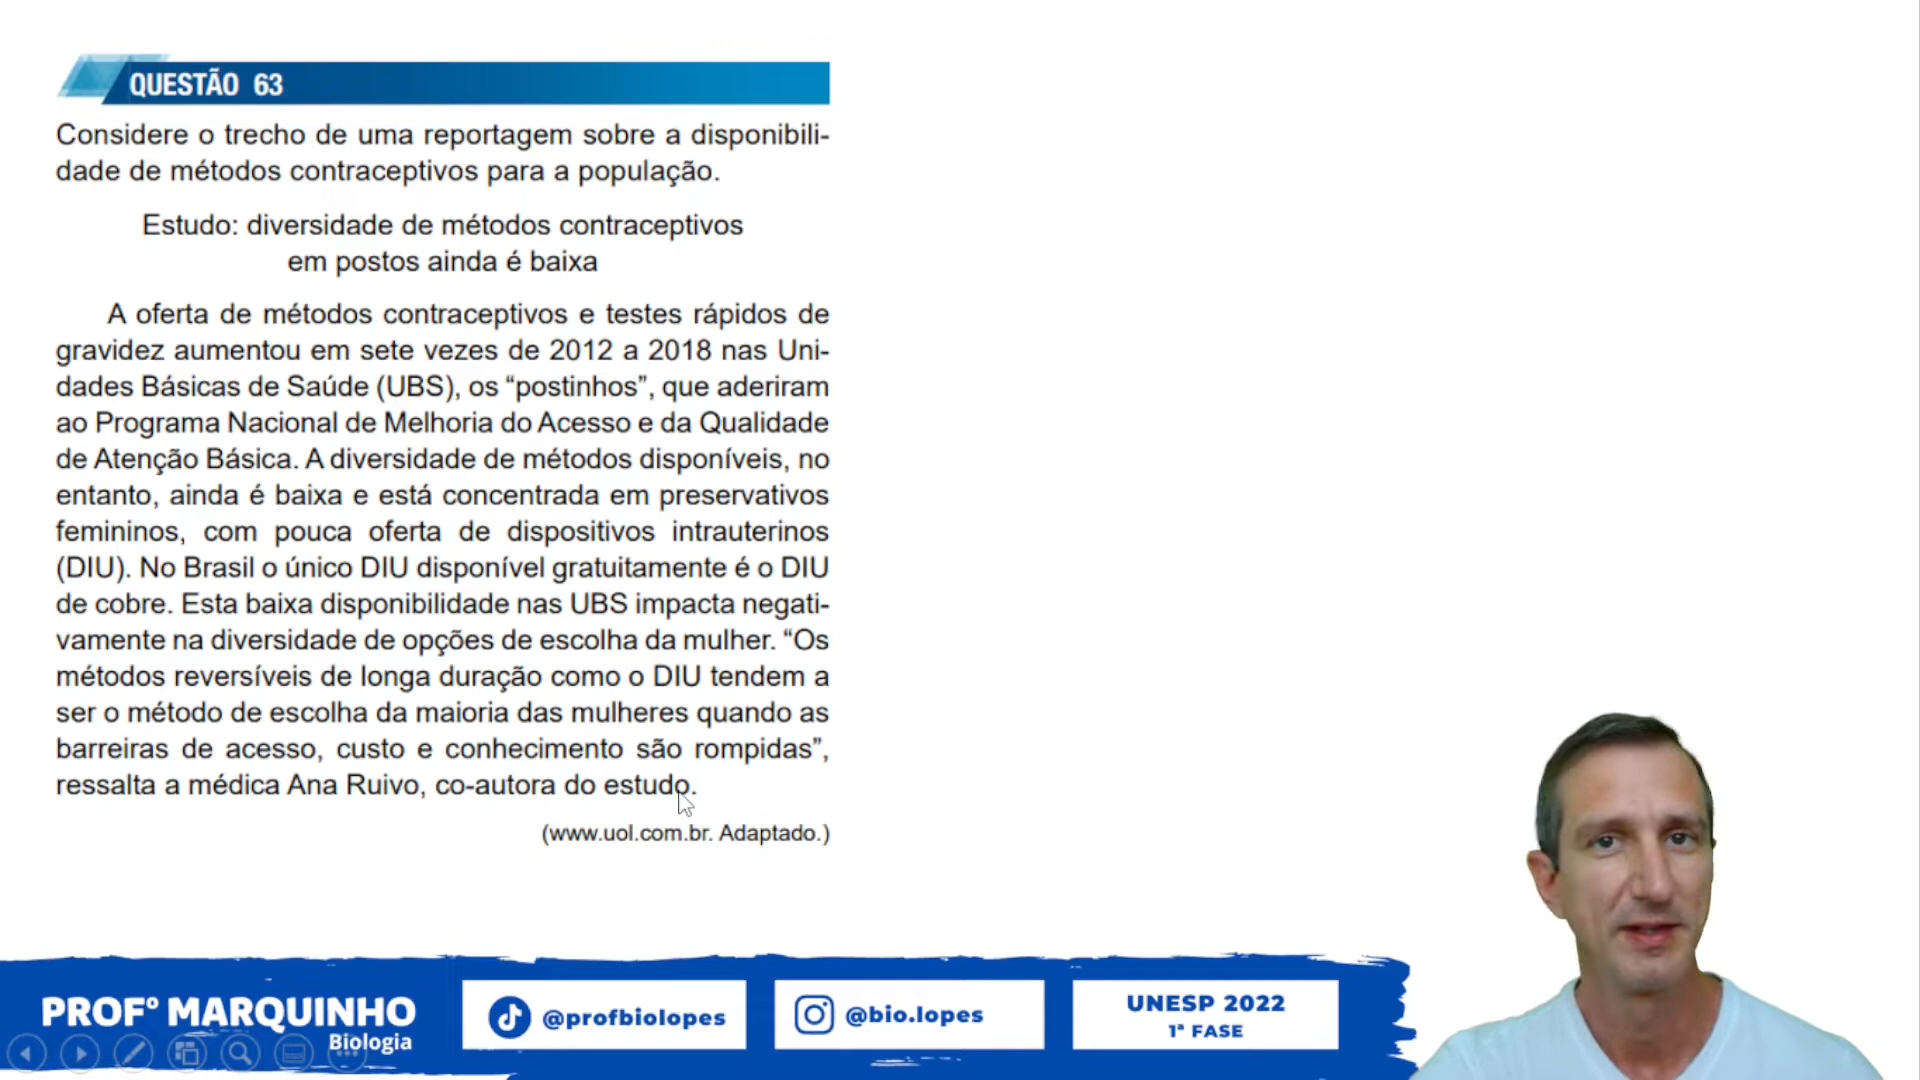 QUESTÃO 63
Considere o trecho de uma reportagem sobre a disponibili-
dade de métodos contraceptivos para a população.
Estudo: diversidade de métodos contraceptivos
em postos ainda é baixa
A oferta de métodos contraceptivos e testes rápidos de
gravidez aumentou em sete vezes de 2012 a 2018 nas Uni-
dades Básicas de Saúde (UBS), os “postinhos”, que aderiram
ao Programa Nacional de Melhoria do Acesso e da Qualidade
de Atenção Básica. A diversidade de métodos disponíveis, no
entanto, ainda é baixa e está concentrada em preservativos
femininos, com pouca oferta de dispositivos intrauterinos
(DIU). No Brasil o único DIU disponível gratuitamente é o DIU
de cobre. Esta baixa disponibilidade nas UBS impacta negati-
vamente na diversidade de opções de escolha da mulher. “Os
métodos reversíveis de longa duração como o DIU tendem a
ser o método de escolha da maioria das mulheres quando as
barreiras de acesso, custo e conhecimento são rompidas”,
ressalta a médica Ana Ruivo, co-autora do estudo.
(www.uol.com.br. Adaptado.)
PROFº MARQUINHO
Biologia
@profbiolopes
@bio.lopes
UNESP 2022
1ª FASE